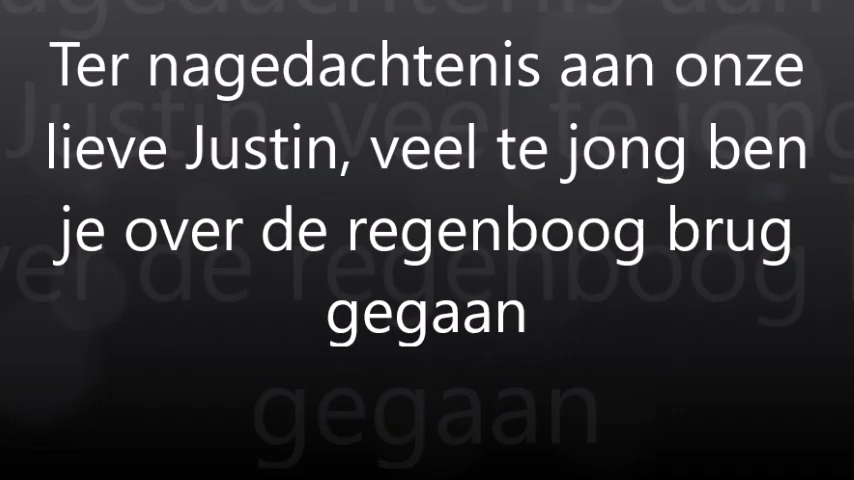 Ter nagedachtenis aan onze
lieve Justin, veel te jong ben
je over de regenboog brug
gegaan